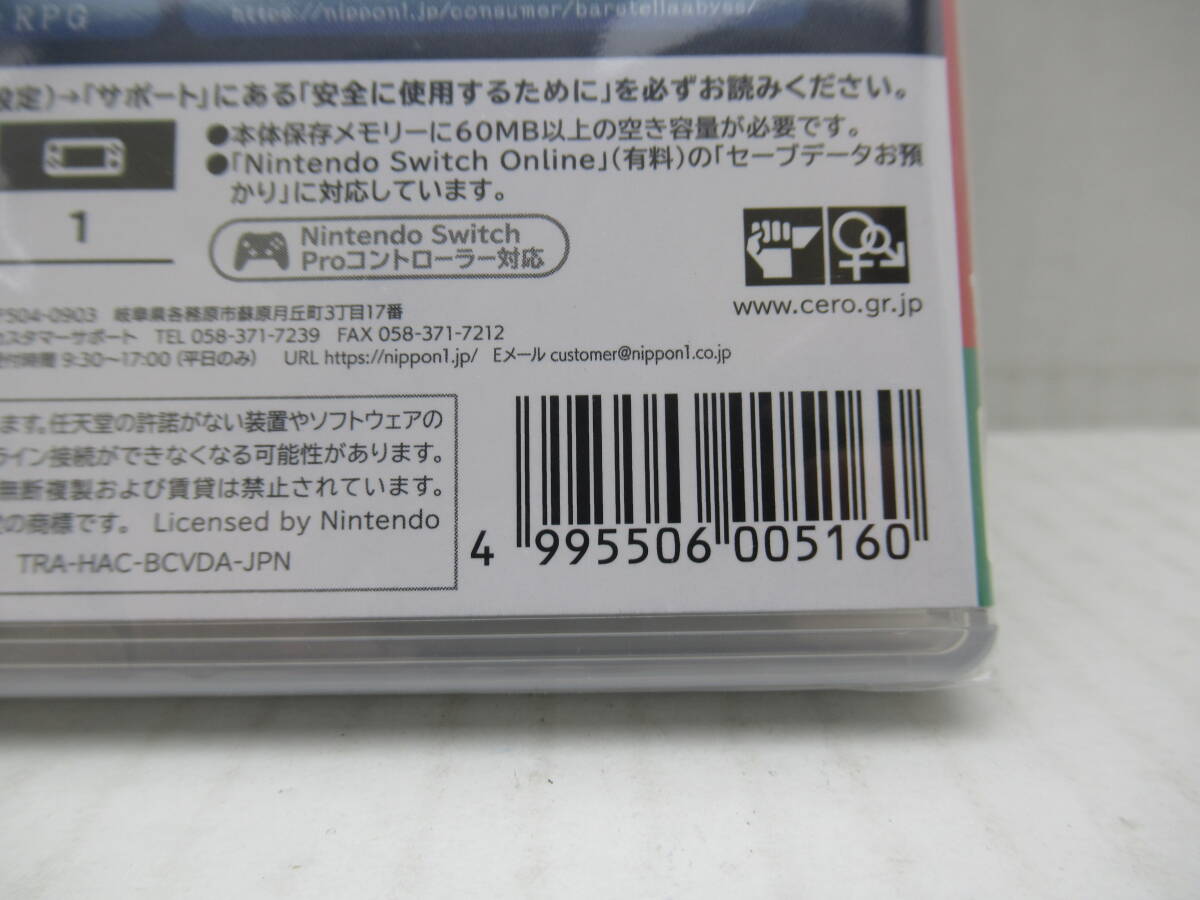 RPG
https://nippon1.jp/consumer/barstellaabyss/
設定)→「サポート」にある「安全に使用するために」を必ずお読みください。
●本体保存メモリーに60MB以上の空き容量が必要です。
●「Nintendo Switch Online」(有料)の「セーブデータお預
かり」に対応しています。
1
Nintendo Switch
Proコントローラー対応
www.cero.gr.jp
〒504-0903 岐阜県各務原市蘇原月丘町3丁目17番
カスタマーサポート TEL 058-371-7239 FAX 058-371-7212
受付時間 9:30〜17:00 (平日のみ) URL https://nippon1.jp/ Eメール customer@nippon1.co.jp
ます。任天堂の許諾がない装置やソフトウェアの
ライン接続ができなくなる可能性があります。
無断複製および賃貸は禁止されています。
の商標です。 Licensed by Nintendo
TRA-HAC-BCVDA-JPN
4 995506 005160